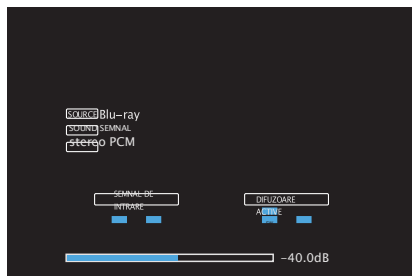 SOURCE Blu-ray
SOUND SEMNAL
stereo PCM
SEMNAL DE
INTRARE
DIFUZOARE
ACTIVE
-40.0dB